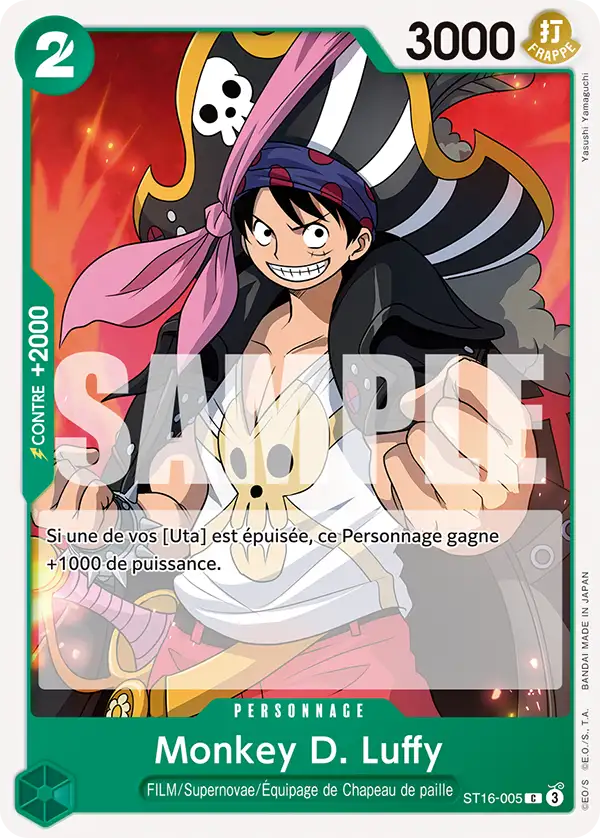 2
3000
打
FRAPPE
Yasushi Yamaguchi
CONTRE +2000
SAMPLE
Si une de vos [Uta] est épuisée, ce Personnage gagne
+1000 de puissance.
BANDAI MADE IN JAPAN
©E.O./S., T.A.
©EO/S
PERSONNAGE
Monkey D. Luffy
FILM/Supernovae/Équipage de Chapeau de paille
ST16-005 C 3